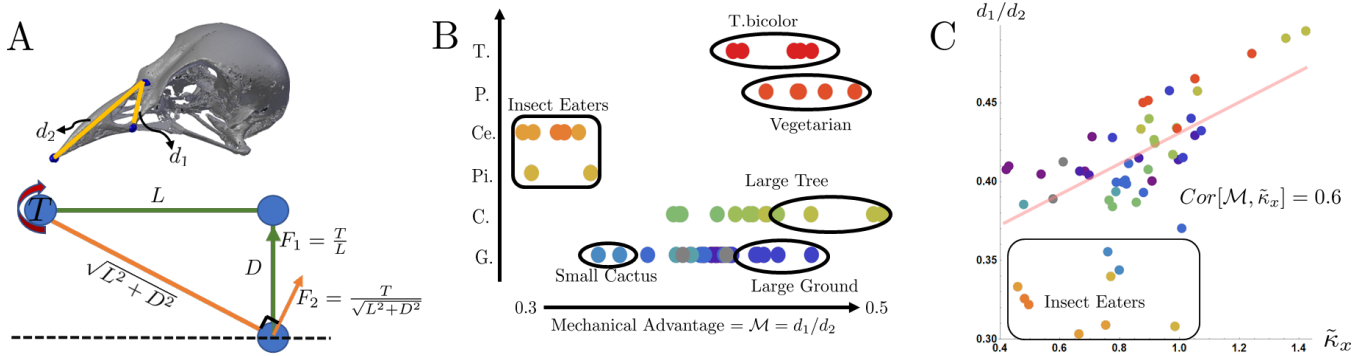 A
d₂
d₁
T
L
F₁ = T/L
D
√L² + D²
F₂ = T/√L²+D²
B
T.bicolor
T.
P.
Vegetarian
Insect Eaters
Ce.
Pi.
Large Tree
C.
G.
Small Cactus
Large Ground
0.3
0.5
Mechanical Advantage = ℳ = d₁/d₂
C
d₁/d₂
0.45
0.40
Cor[ℳ, κ̃ₓ] = 0.6
0.35
Insect Eaters
0.30
0.4 0.6 0.8 1.0 1.2 1.4
κ̃ₓ